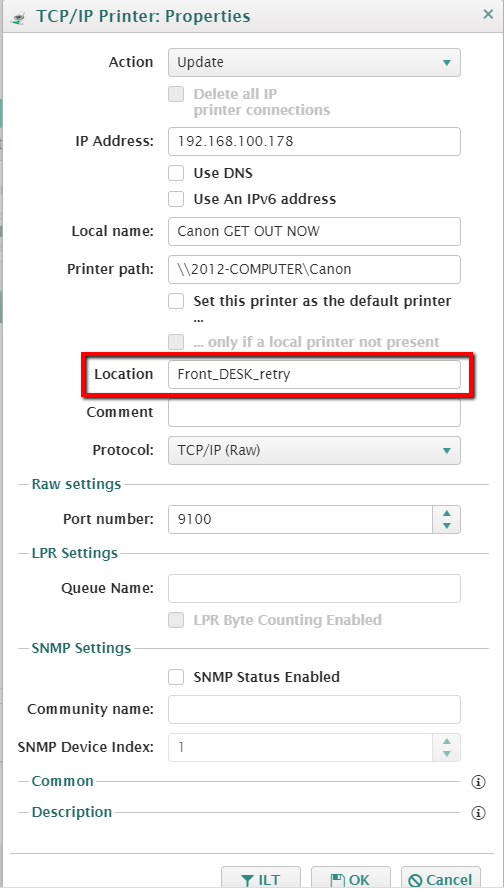 TCP/IP Printer: Properties
Action Update
Delete all IP
printer connections
IP Address: 192.168.100.178
Use DNS
Use An IPv6 address
Local name: Canon GET OUT NOW
Printer path: \\2012-COMPUTER\Canon
Set this printer as the default printer
...
... only if a local printer not present
Location Front_DESK_retry
Comment
Protocol: TCP/IP (Raw)
Raw settings
Port number: 9100
LPR Settings
Queue Name:
LPR Byte Counting Enabled
SNMP Settings
SNMP Status Enabled
Community name:
SNMP Device Index: 1
Common
Description
ILT OK Cancel